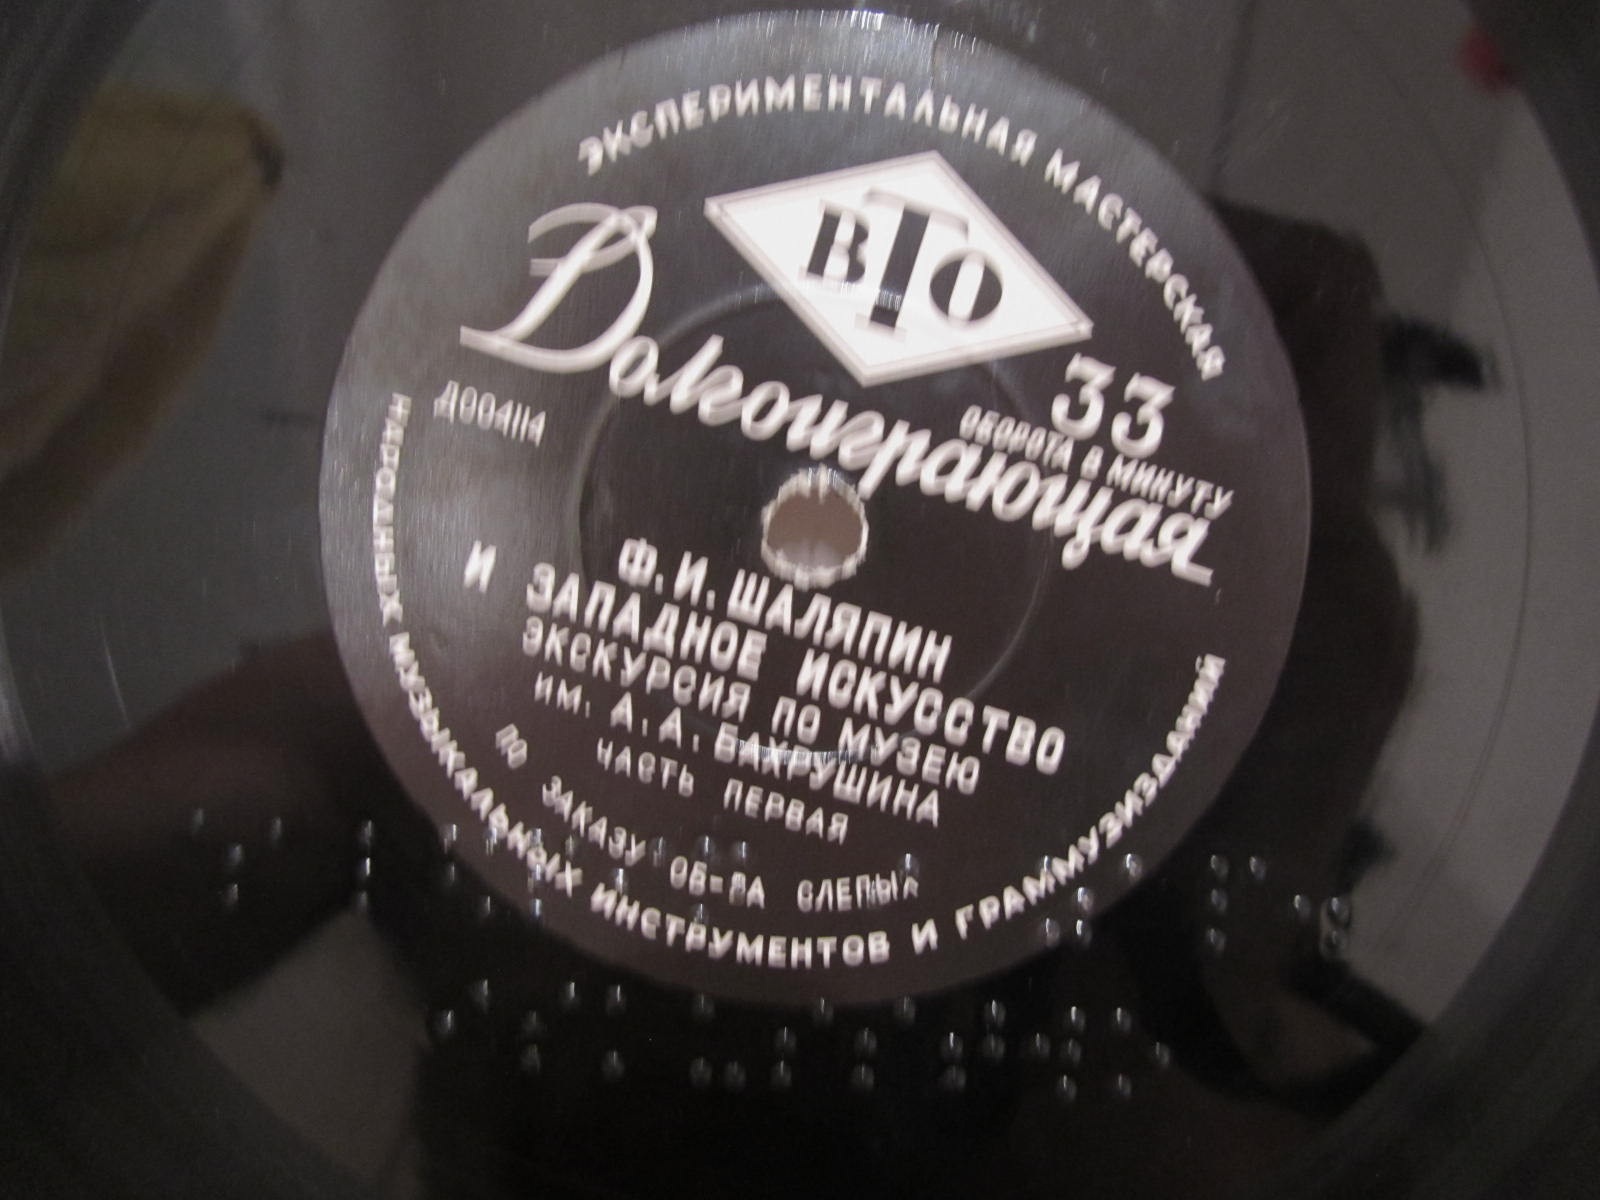 ЭКСПЕРИМЕНТАЛЬНАЯ МАСТЕРСКАЯ
ВТО
Долгоиграющая
33
ОБОРОТА В МИНУТУ
Д004114
Ф. И. ШАЛЯПИН
И ЗАПАДНОЕ ИСКУССТВО
ЭКСКУРСИЯ ПО МУЗЕЮ
ИМ. А. А. БАХРУШИНА
ЧАСТЬ ПЕРВАЯ
ПО ЗАКАЗУ ОБ=ВА СЛЕПЫХ
НАРОДНЫХ МУЗЫКАЛЬНЫХ ИНСТРУМЕНТОВ И ГРАММУЗИЗДАНИЙ